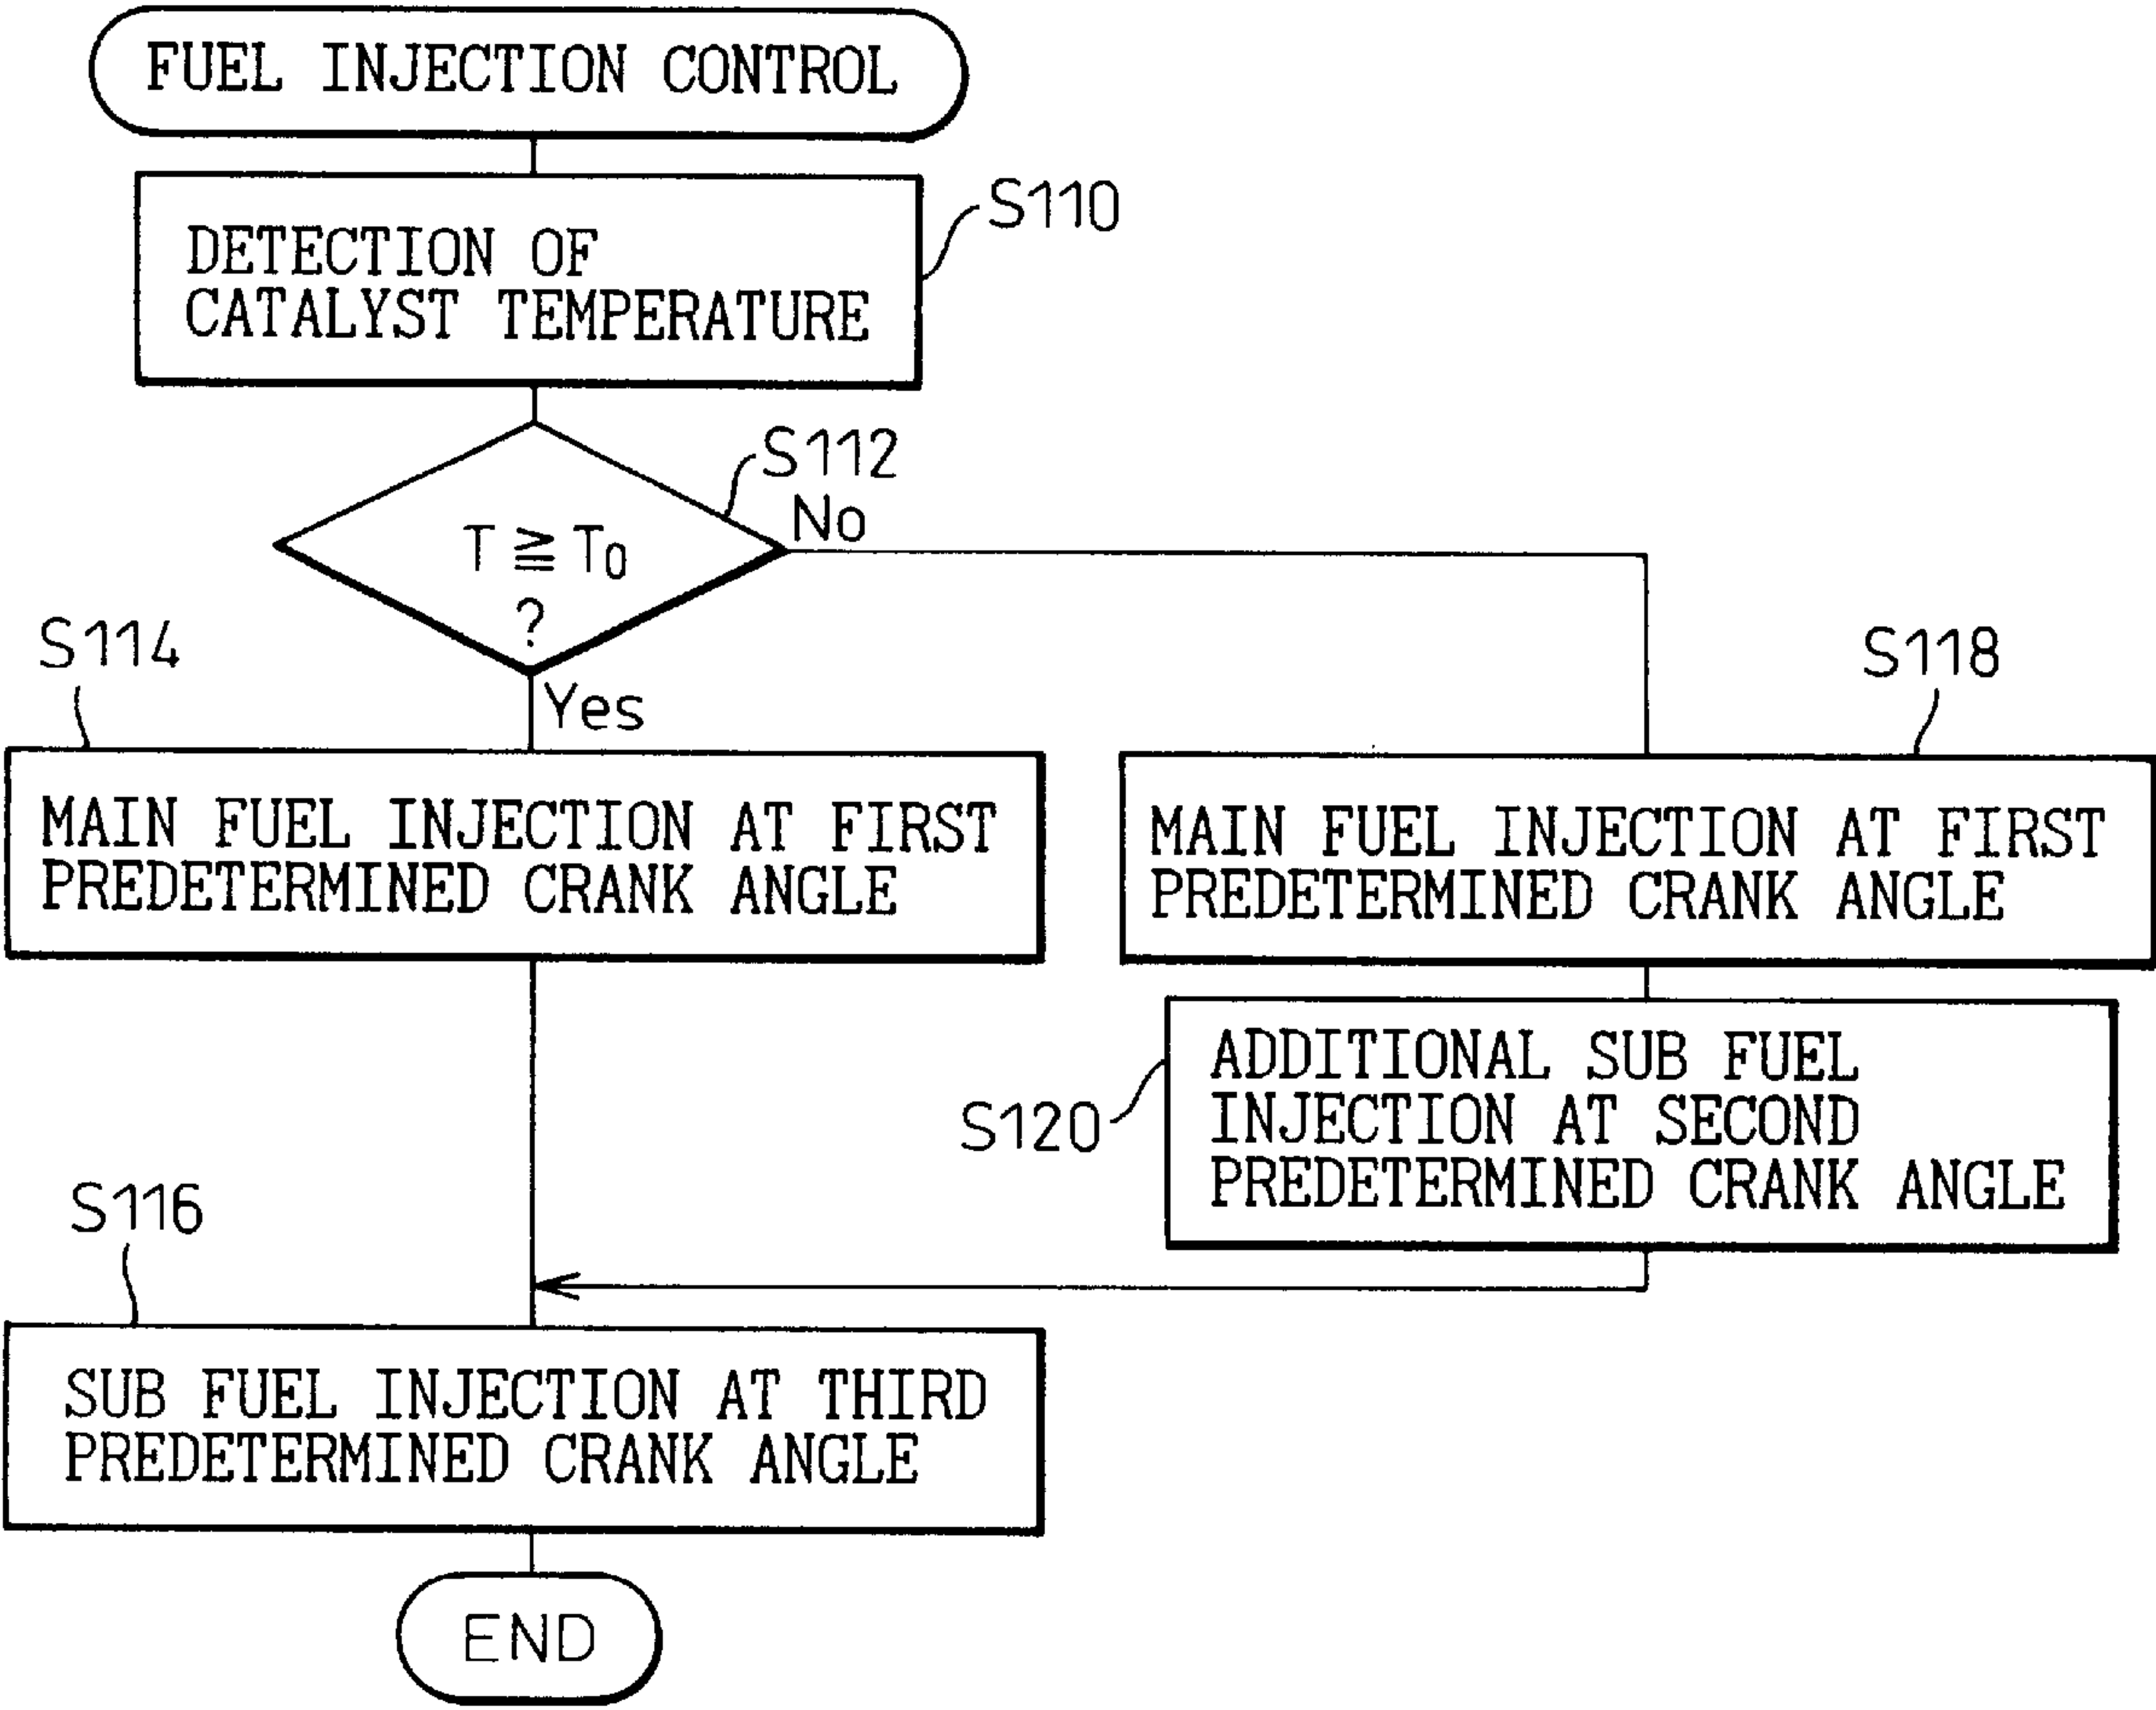 FUEL INJECTION CONTROL
S110
DETECTION OF
CATALYST TEMPERATURE
S112
No
T ≧ T0
?
Yes
S114
MAIN FUEL INJECTION AT FIRST
PREDETERMINED CRANK ANGLE
S118
MAIN FUEL INJECTION AT FIRST
PREDETERMINED CRANK ANGLE
S120
ADDITIONAL SUB FUEL
INJECTION AT SECOND
PREDETERMINED CRANK ANGLE
S116
SUB FUEL INJECTION AT THIRD
PREDETERMINED CRANK ANGLE
END